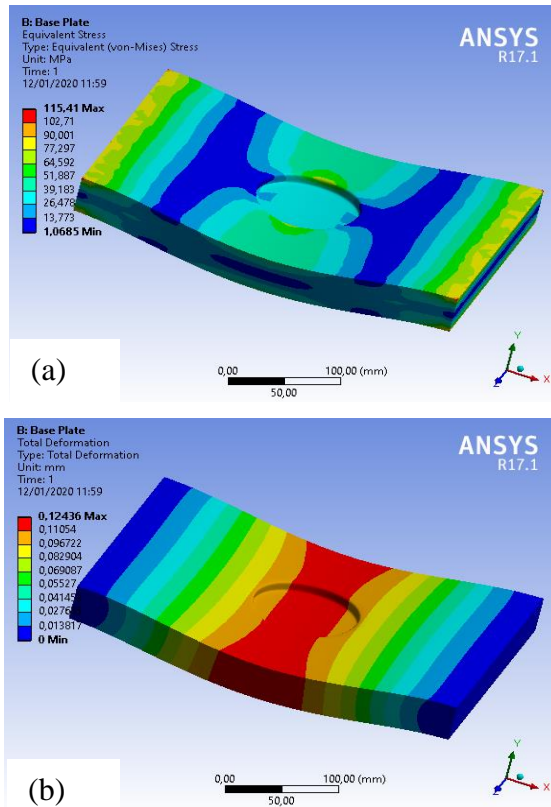 B: Base Plate
Equivalent Stress
Type: Equivalent (von-Mises) Stress
Unit: MPa
Time: 1
12/01/2020 11:59
ANSYS
R17.1
115,41 Max
102,71
90,001
77,297
64,592
51,887
39,183
26,478
13,773
1,0685 Min
0,00
100,00 (mm)
50,00
Y
X
Z
(a)
B: Base Plate
Total Deformation
Type: Total Deformation
Unit: mm
Time: 1
12/01/2020 11:59
ANSYS
R17.1
0,12436 Max
0,11054
0,096722
0,082904
0,069087
0,05527
0,04145
0,0276
0,013817
0 Min
0,00
100,00 (mm)
50,00
Y
X
Z
(b)